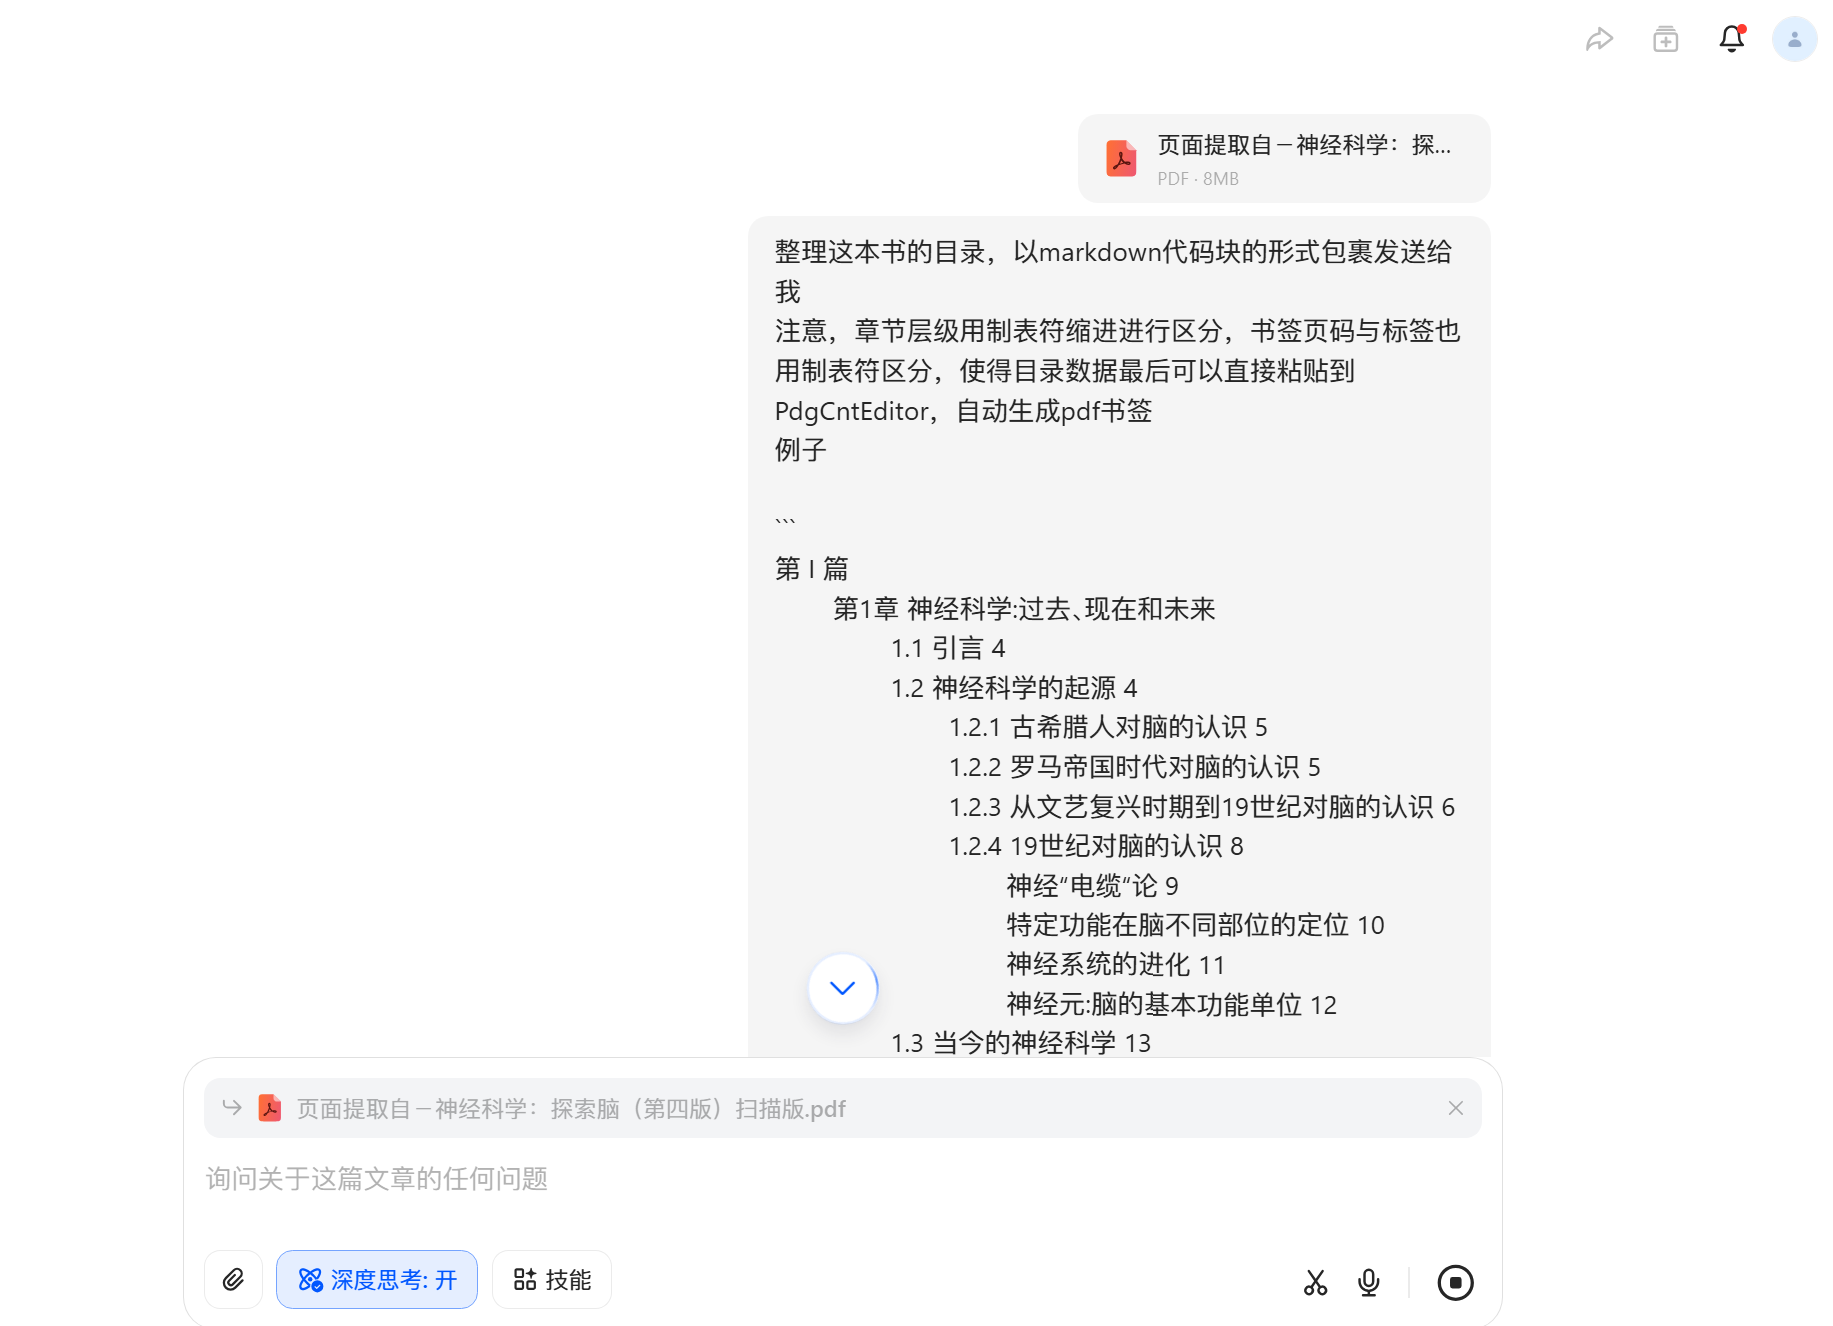 页面提取自－神经科学：探...
PDF · 8MB
整理这本书的目录，以markdown代码块的形式包裹发送给
我
注意，章节层级用制表符缩进进行区分，书签页码与标签也
用制表符区分，使得目录数据最后可以直接粘贴到
PdgCntEditor，自动生成pdf书签
例子
```
第 I 篇
第1章 神经科学:过去､现在和未来
1.1 引言 4
1.2 神经科学的起源 4
1.2.1 古希腊人对脑的认识 5
1.2.2 罗马帝国时代对脑的认识 5
1.2.3 从文艺复兴时期到19世纪对脑的认识 6
1.2.4 19世纪对脑的认识 8
神经“电缆“论 9
特定功能在脑不同部位的定位 10
神经系统的进化 11
神经元:脑的基本功能单位 12
1.3 当今的神经科学 13
页面提取自－神经科学：探索脑（第四版）扫描版.pdf
询问关于这篇文章的任何问题
深度思考: 开
技能